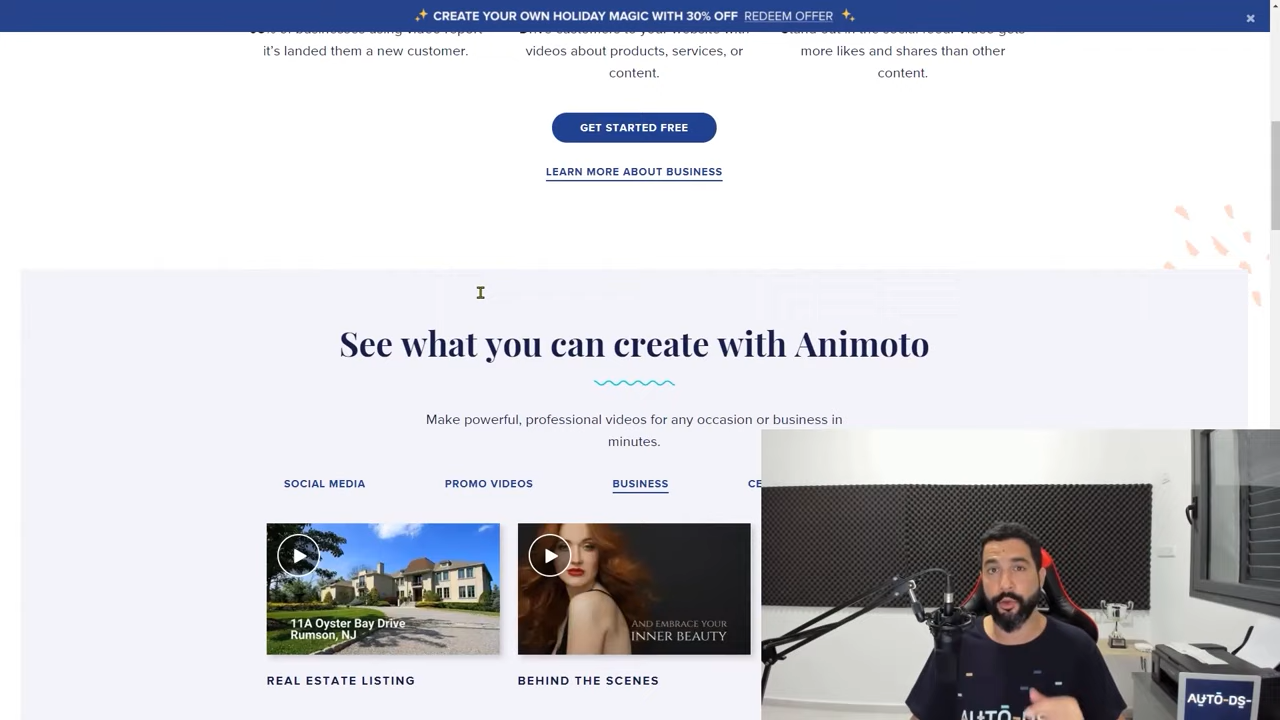 ✨ CREATE YOUR OWN HOLIDAY MAGIC WITH 30% OFF REDEEM OFFER ✨ ×
it's landed them a new customer.
videos about products, services, or
content.
more likes and shares than other
content.
GET STARTED FREE
LEARN MORE ABOUT BUSINESS
See what you can create with Animoto
Make powerful, professional videos for any occasion or business in
minutes.
SOCIAL MEDIA
PROMO VIDEOS
BUSINESS
CE
11A Oyster Bay Drive
Rumson, NJ
AND EMBRACE YOUR
INNER BEAUTY
REAL ESTATE LISTING
BEHIND THE SCENES
AUTO-DS-
AUTO-DS-